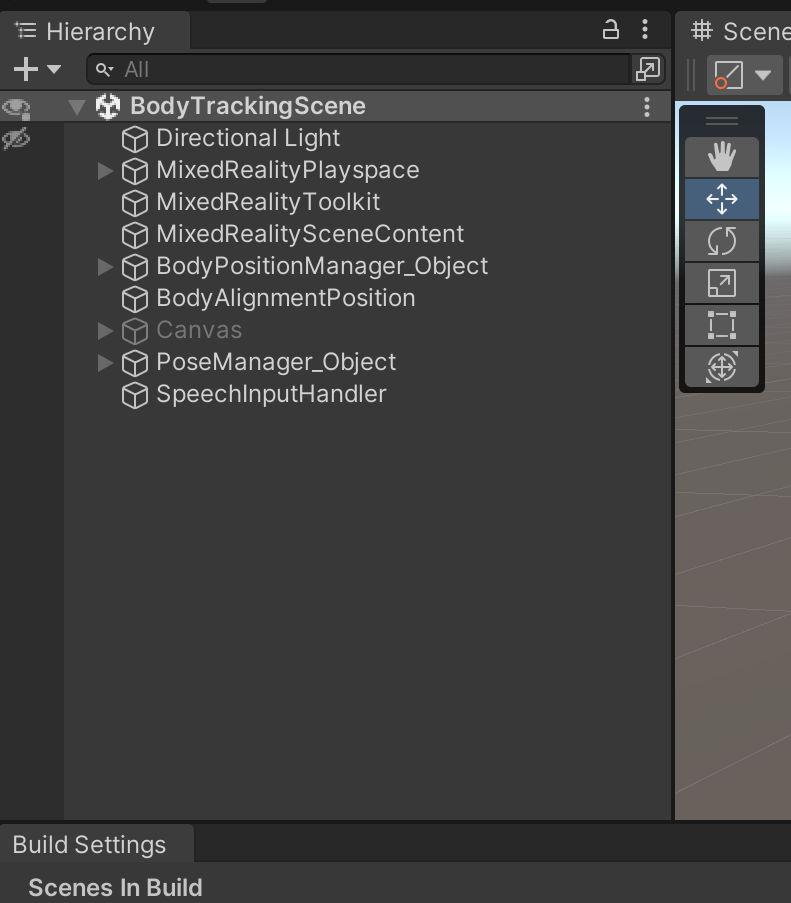 Hierarchy
Scene
All
BodyTrackingScene
Directional Light
MixedRealityPlayspace
MixedRealityToolkit
MixedRealitySceneContent
BodyPositionManager_Object
BodyAlignmentPosition
Canvas
PoseManager_Object
SpeechInputHandler
Build Settings
Scenes In Build